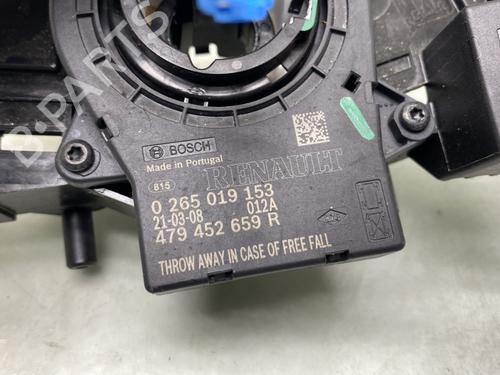 B-PARTS
BOSCH
Made in Portugal
815
RENAULT
0 265 019 153
21-03-08 012A
479 452 659 R
THROW AWAY IN CASE OF FREE FALL